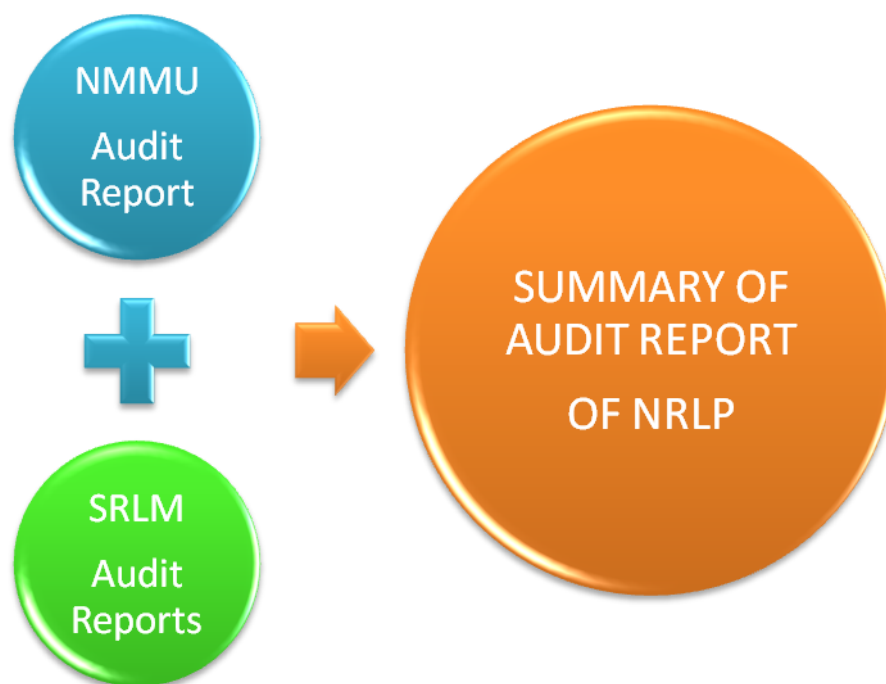 NMMU
Audit
Report
SRLM
Audit
Reports
SUMMARY OF
AUDIT REPORT
OF NRLP